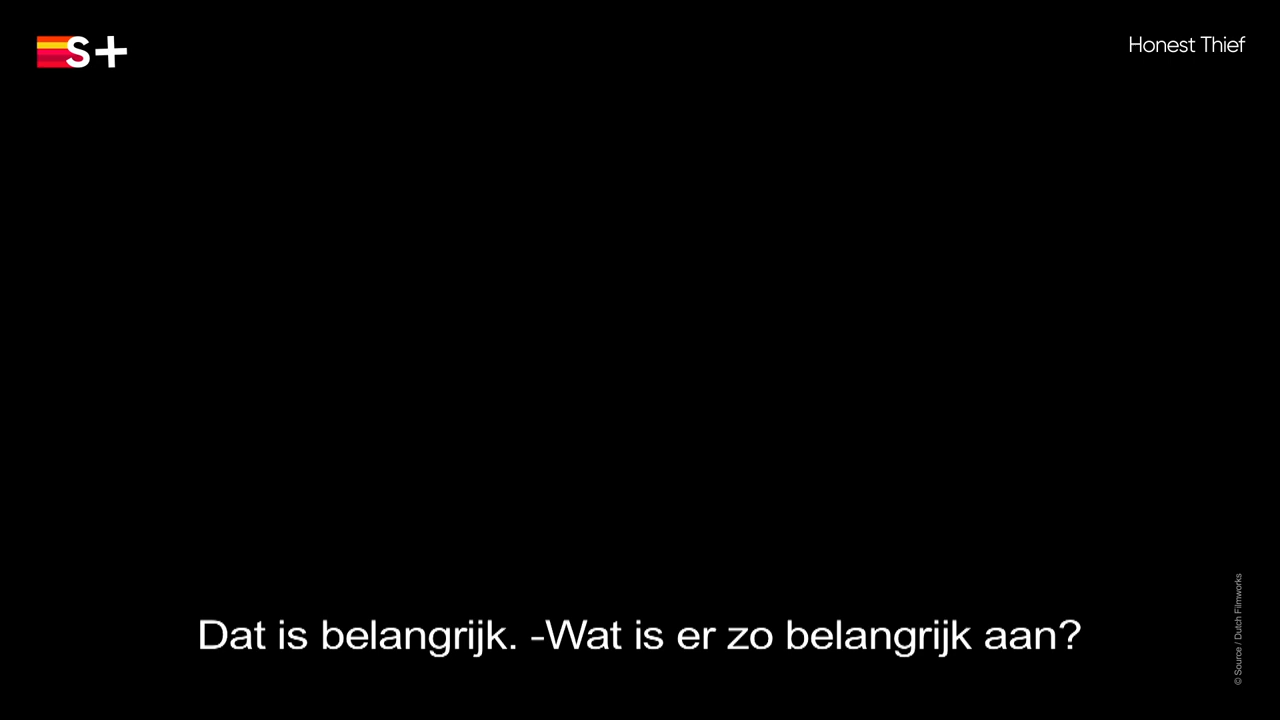 S+
Honest Thief
Dat is belangrijk. -Wat is er zo belangrijk aan?
© Source / Dutch Filmworks